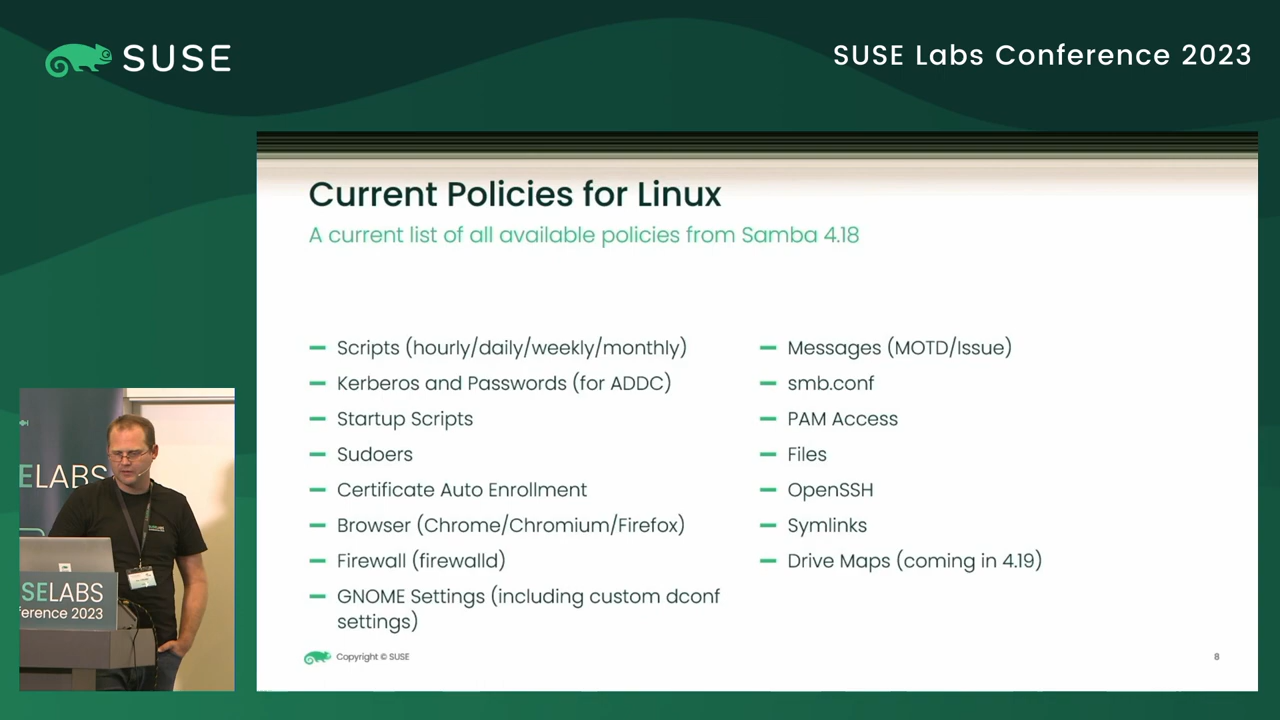 SUSE
SUSE Labs Conference 2023
Current Policies for Linux
A current list of all available policies from Samba 4.18
Scripts (hourly/daily/weekly/monthly)
Kerberos and Passwords (for ADDC)
Startup Scripts
Sudoers
Certificate Auto Enrollment
Browser (Chrome/Chromium/Firefox)
Firewall (firewalld)
GNOME Settings (including custom dconf
settings)
Messages (MOTD/Issue)
smb.conf
PAM Access
Files
OpenSSH
Symlinks
Drive Maps (coming in 4.19)
Copyright © SUSE
8
ELABS
SELABS
ference 2023